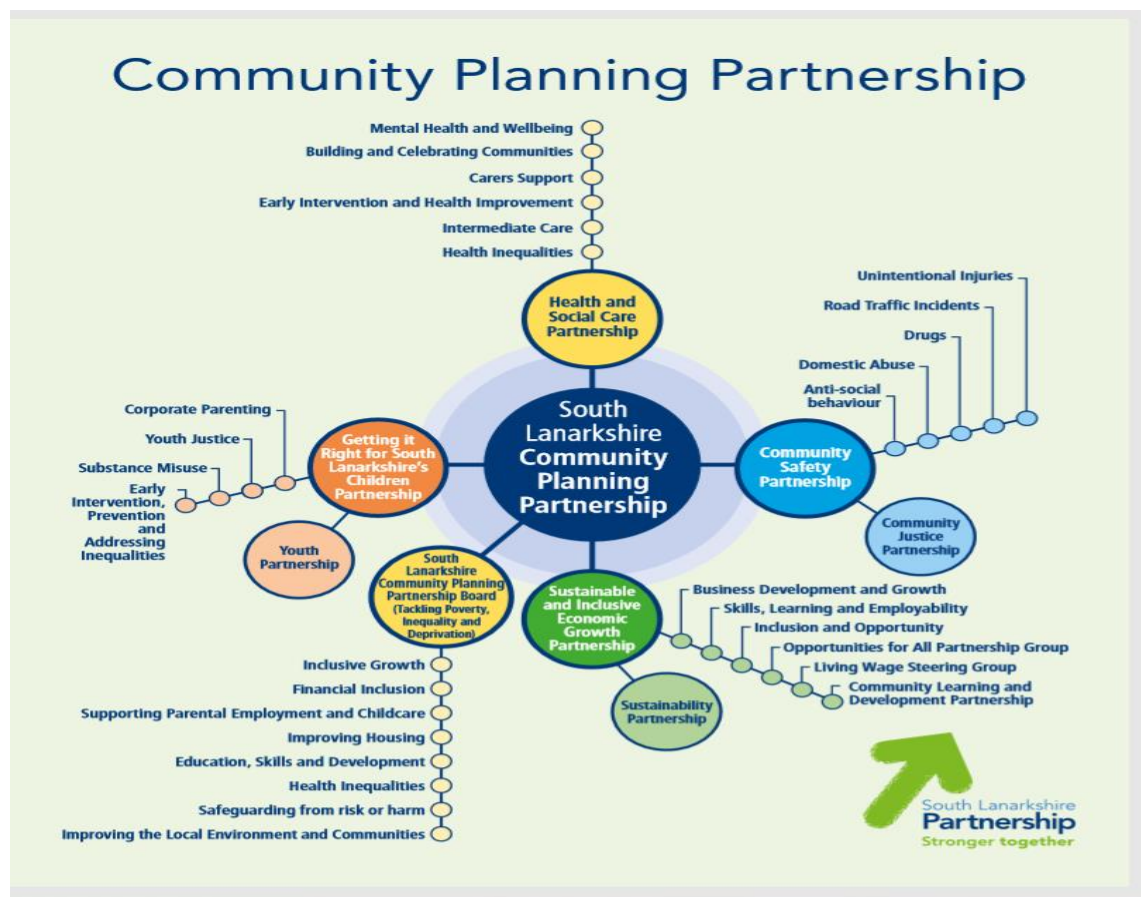 Community Planning Partnership
Mental Health and Wellbeing
Building and Celebrating Communities
Carers Support
Early Intervention and Health Improvement
Intermediate Care
Health Inequalities
Health and
Social Care
Partnership
Unintentional Injuries
Road Traffic Incidents
Drugs
Domestic Abuse
Anti-social
behaviour
Community
Safety
Partnership
Community
Justice
Partnership
South
Lanarkshire
Community
Planning
Partnership
Corporate Parenting
Youth Justice
Substance Misuse
Early
Intervention,
Prevention
and
Addressing
Inequalities
Getting it
Right for South
Lanarkshire's
Children
Partnership
Youth
Partnership
South
Lanarkshire
Community Planning
Partnership Board
(Tackling Poverty,
Inequality and
Deprivation)
Inclusive Growth
Financial Inclusion
Supporting Parental Employment and Childcare
Improving Housing
Education, Skills and Development
Health Inequalities
Safeguarding from risk or harm
Improving the Local Environment and Communities
Sustainable
and Inclusive
Economic
Growth
Partnership
Business Development and Growth
Skills, Learning and Employability
Inclusion and Opportunity
Opportunities for All Partnership Group
Living Wage Steering Group
Community Learning and
Development Partnership
Sustainability
Partnership
South Lanarkshire
Partnership
Stronger together